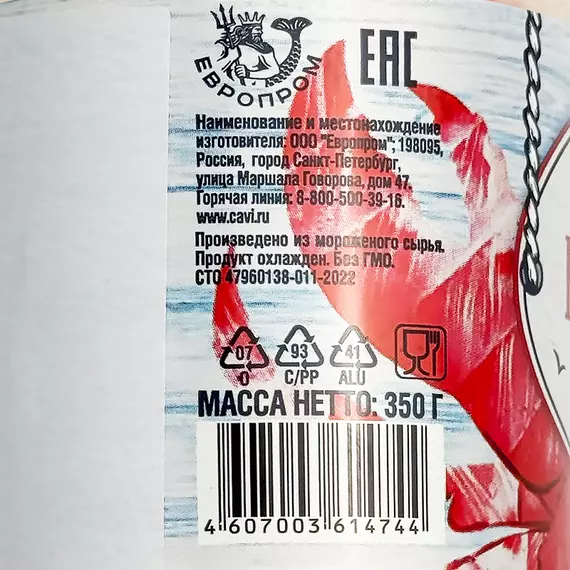 ЕВРОПРОМ
ЕАС
Наименование и местонахождение
изготовителя: ООО "Европром"; 198095,
Россия, город Санкт-Петербург,
улица Маршала Говорова, дом 47.
Горячая линия: 8-800-500-39-16.
www.cavi.ru
Произведено из мороженого сырья.
Продукт охлажден. Без ГМО.
СТО 47960138-011-2022
07 93 41
O C/PP ALU
МАССА НЕТТО: 350 Г
4 607003 614744